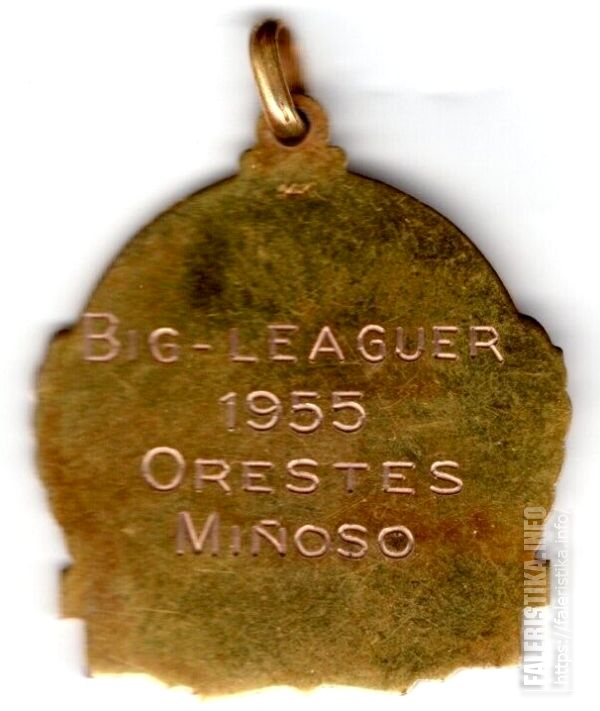 BIG-LEAGUER
1955
ORESTES
MIÑOSO
FALERISTIKA.INFO
https://faleristika.info